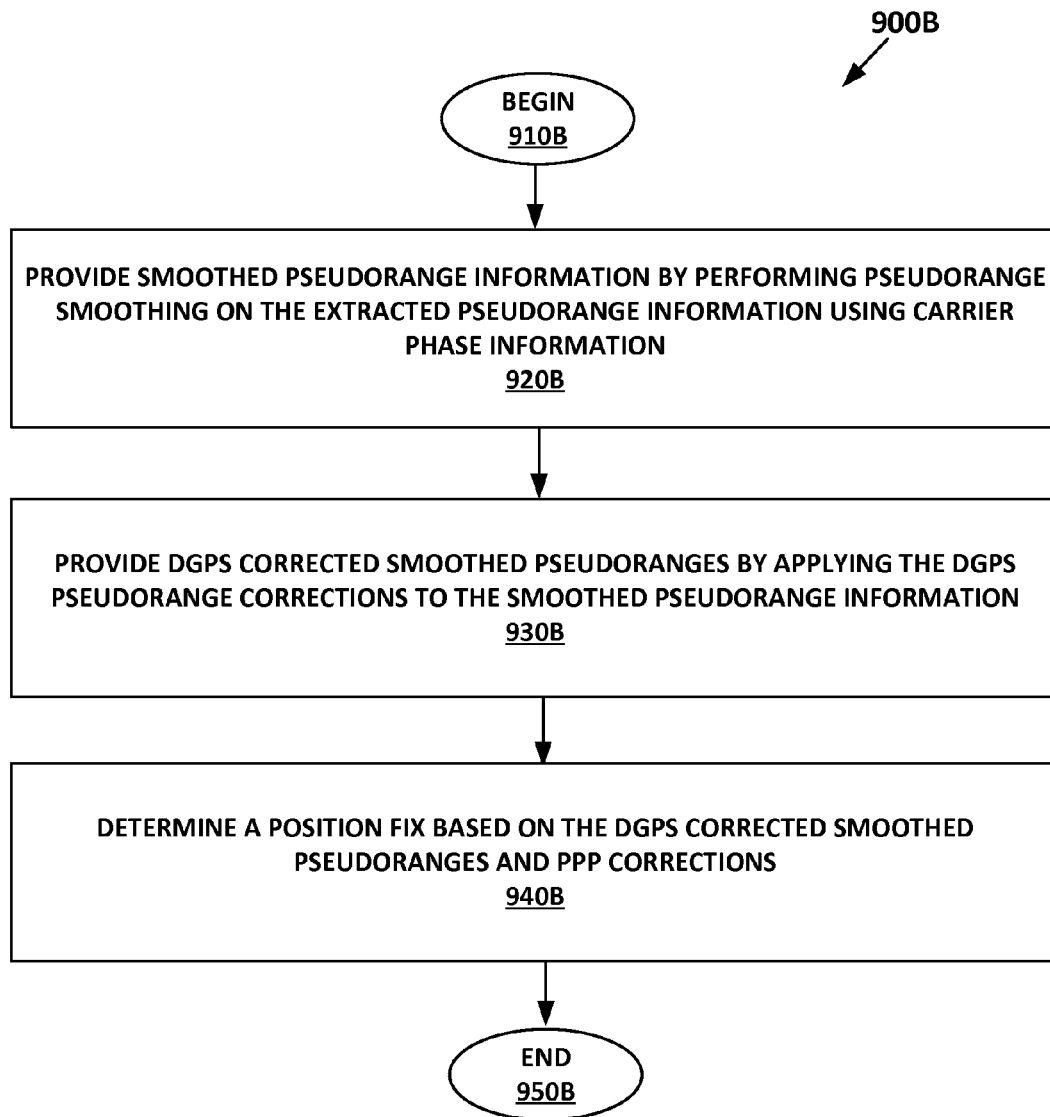 900B
BEGIN
910B
PROVIDE SMOOTHED PSEUDORANGE INFORMATION BY PERFORMING PSEUDORANGE
SMOOTHING ON THE EXTRACTED PSEUDORANGE INFORMATION USING CARRIER
PHASE INFORMATION
920B
PROVIDE DGPS CORRECTED SMOOTHED PSEUDORANGES BY APPLYING THE DGPS
PSEUDORANGE CORRECTIONS TO THE SMOOTHED PSEUDORANGE INFORMATION
930B
DETERMINE A POSITION FIX BASED ON THE DGPS CORRECTED SMOOTHED
PSEUDORANGES AND PPP CORRECTIONS
940B
END
950B